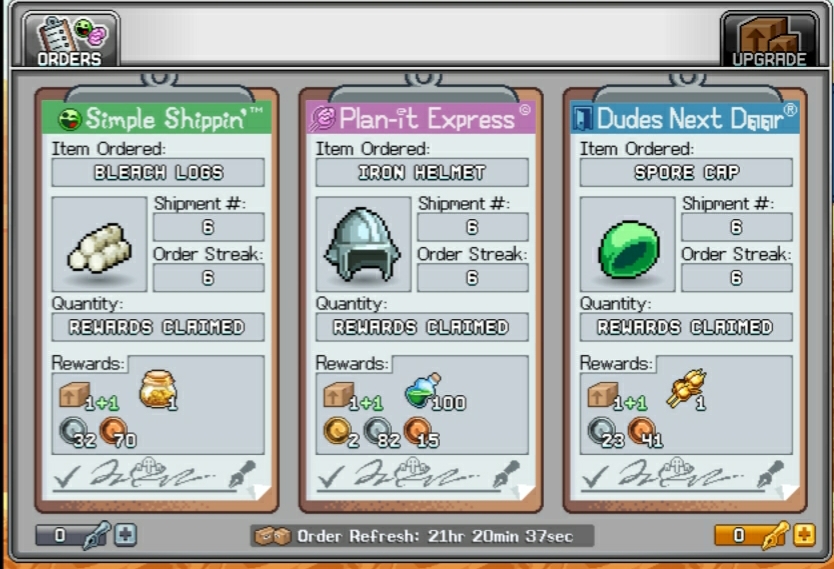 ORDERS
UPGRADE
Simple Shippin'™
Item Ordered:
BLEACH LOGS
Shipment #:
6
Order Streak:
6
Quantity:
REWARDS CLAIMED
Rewards:
1+1
1
32
70
Plan-it Express©
Item Ordered:
IRON HELMET
Shipment #:
6
Order Streak:
6
Quantity:
REWARDS CLAIMED
Rewards:
1+1
100
2
82
15
Dudes Next Door®
Item Ordered:
SPORE CAP
Shipment #:
6
Order Streak:
6
Quantity:
REWARDS CLAIMED
Rewards:
1+1
1
23
41
0
Order Refresh: 21hr 20min 37sec
0